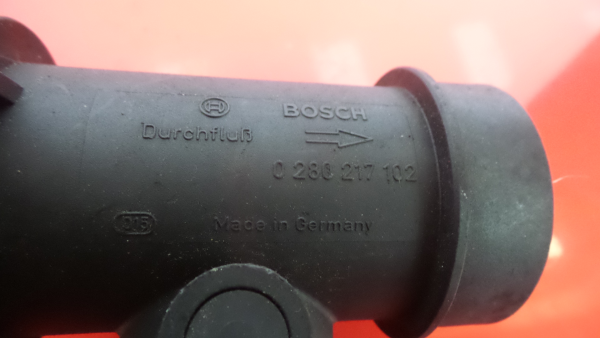 BOSCH
Durchfluß
0 280 217 102
Made in Germany